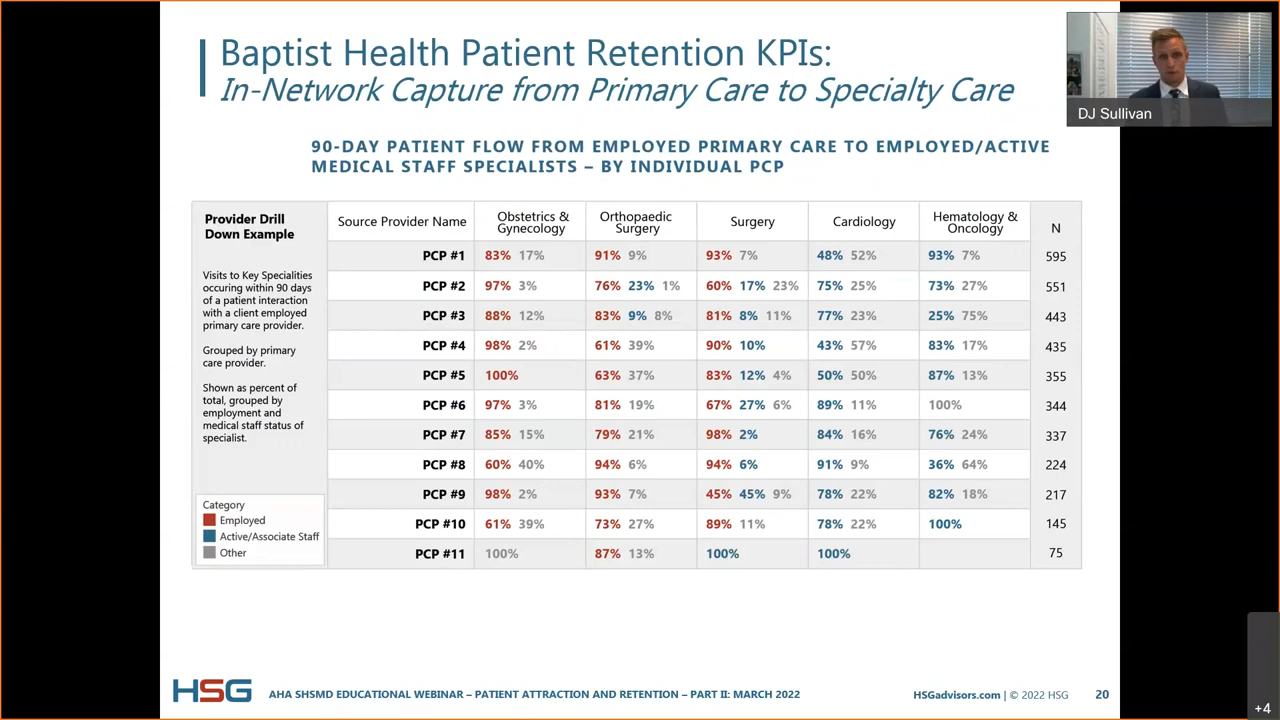 Baptist Health Patient Retention KPIs:
In-Network Capture from Primary Care to Specialty Care
DJ Sullivan
90-DAY PATIENT FLOW FROM EMPLOYED PRIMARY CARE TO EMPLOYED/ACTIVE
MEDICAL STAFF SPECIALISTS – BY INDIVIDUAL PCP
Provider Drill
Down Example
Visits to Key Specialities
occuring within 90 days
of a patient interaction
with a client employed
primary care provider.
Grouped by primary
care provider.
Shown as percent of
total, grouped by
employment and
medical staff status of
specialist.
Category
Employed
Active/Associate Staff
Other
Source Provider Name Obstetrics & Gynecology Orthopaedic Surgery Surgery Cardiology Hematology & Oncology N
PCP #1 83% 17% 91% 9% 93% 7% 48% 52% 93% 7% 595
PCP #2 97% 3% 76% 23% 1% 60% 17% 23% 75% 25% 73% 27% 551
PCP #3 88% 12% 83% 9% 8% 81% 8% 11% 77% 23% 25% 75% 443
PCP #4 98% 2% 61% 39% 90% 10% 43% 57% 83% 17% 435
PCP #5 100% 63% 37% 83% 12% 4% 50% 50% 87% 13% 355
PCP #6 97% 3% 81% 19% 67% 27% 6% 89% 11% 100% 344
PCP #7 85% 15% 79% 21% 98% 2% 84% 16% 76% 24% 337
PCP #8 60% 40% 94% 6% 94% 6% 91% 9% 36% 64% 224
PCP #9 98% 2% 93% 7% 45% 45% 9% 78% 22% 82% 18% 217
PCP #10 61% 39% 73% 27% 89% 11% 78% 22% 100% 145
PCP #11 100% 87% 13% 100% 100% 75
HSG AHA SHSMD EDUCATIONAL WEBINAR – PATIENT ATTRACTION AND RETENTION – PART II: MARCH 2022 HSGadvisors.com | © 2022 HSG 20
+4